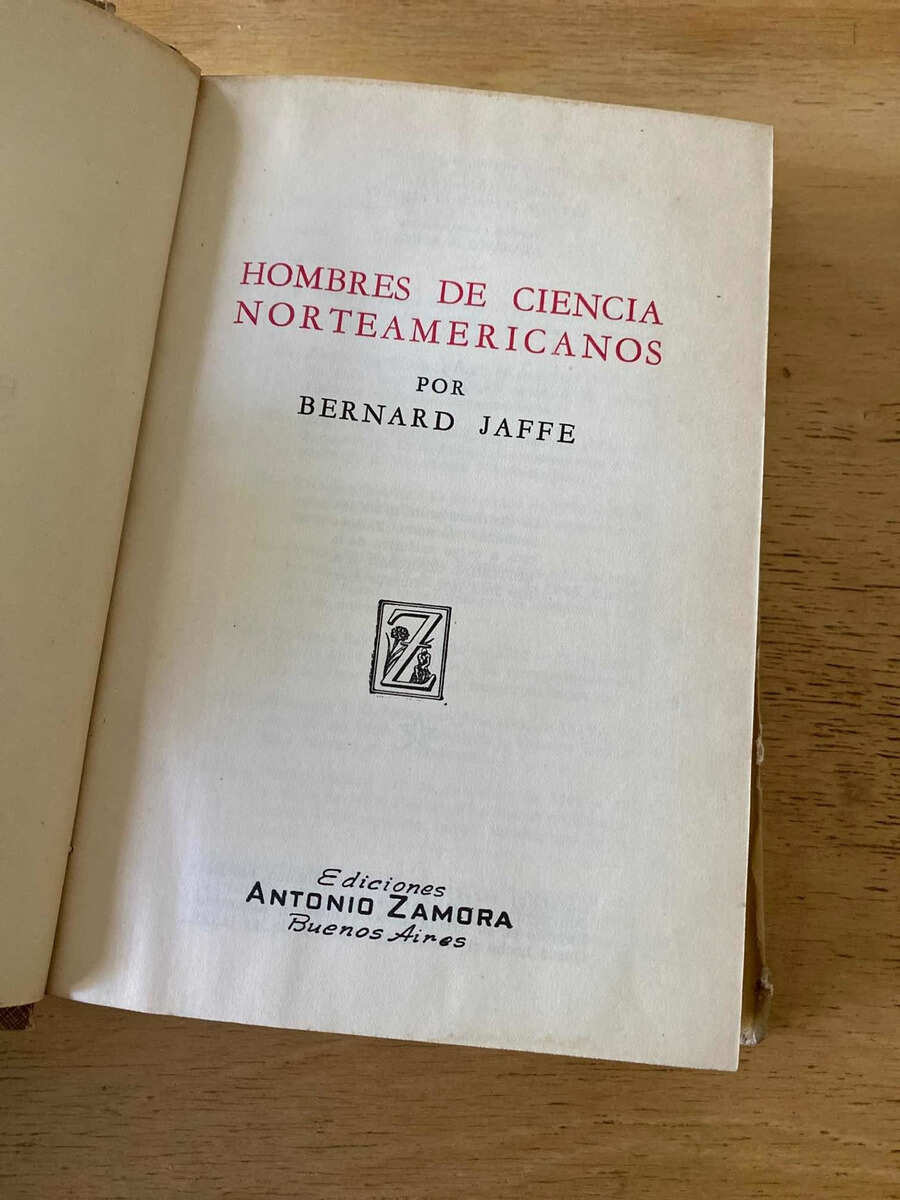 HOMBRES DE CIENCIA
NORTEAMERICANOS
POR
BERNARD JAFFE
Z
Ediciones
ANTONIO ZAMORA
Buenos Aires